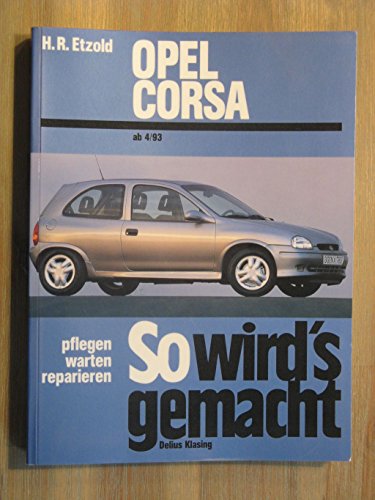 H. R. Etzold
OPEL
CORSA
ab 4/93
pflegen
warten
reparieren
So wird's
gemacht
Delius Klasing